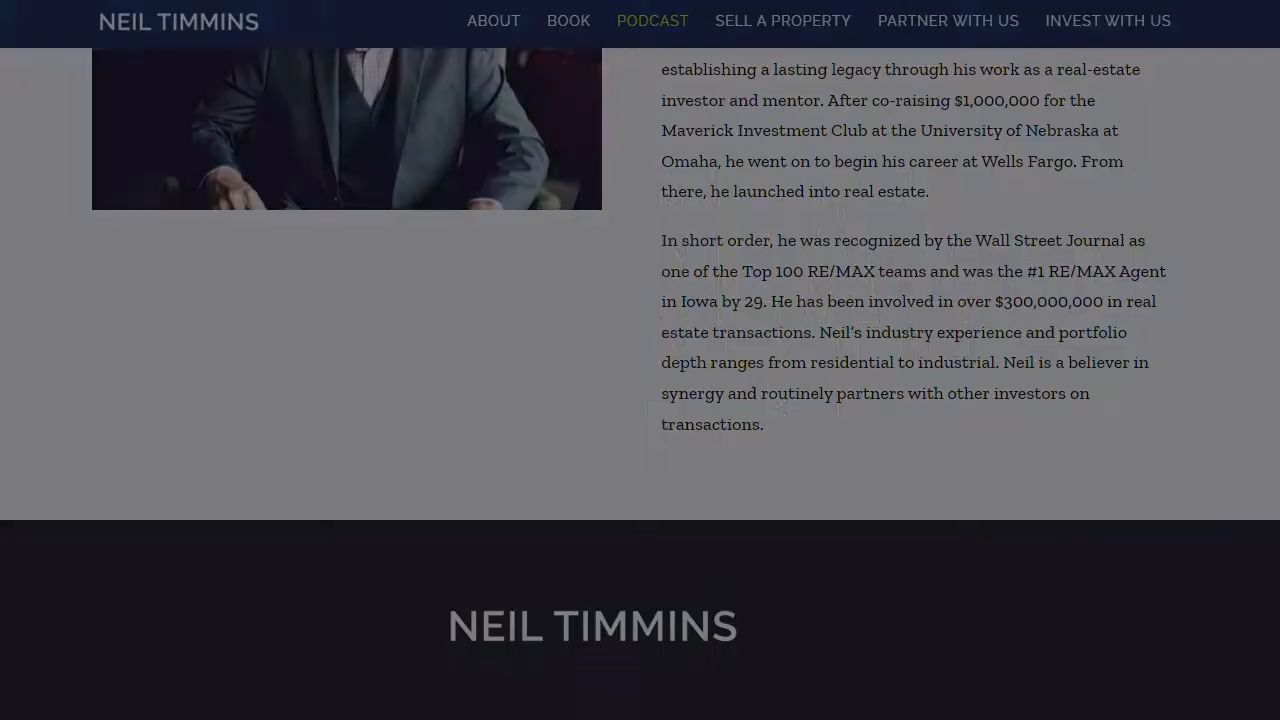 NEIL TIMMINS
ABOUT BOOK PODCAST SELL A PROPERTY PARTNER WITH US INVEST WITH US
establishing a lasting legacy through his work as a real-estate
investor and mentor. After co-raising $1,000,000 for the
Maverick Investment Club at the University of Nebraska at
Omaha, he went on to begin his career at Wells Fargo. From
there, he launched into real estate.
In short order, he was recognized by the Wall Street Journal as
one of the Top 100 RE/MAX teams and was the #1 RE/MAX Agent
in Iowa by 29. He has been involved in over $300,000,000 in real
estate transactions. Neil's industry experience and portfolio
depth ranges from residential to industrial. Neil is a believer in
synergy and routinely partners with other investors on
transactions.
NEIL TIMMINS